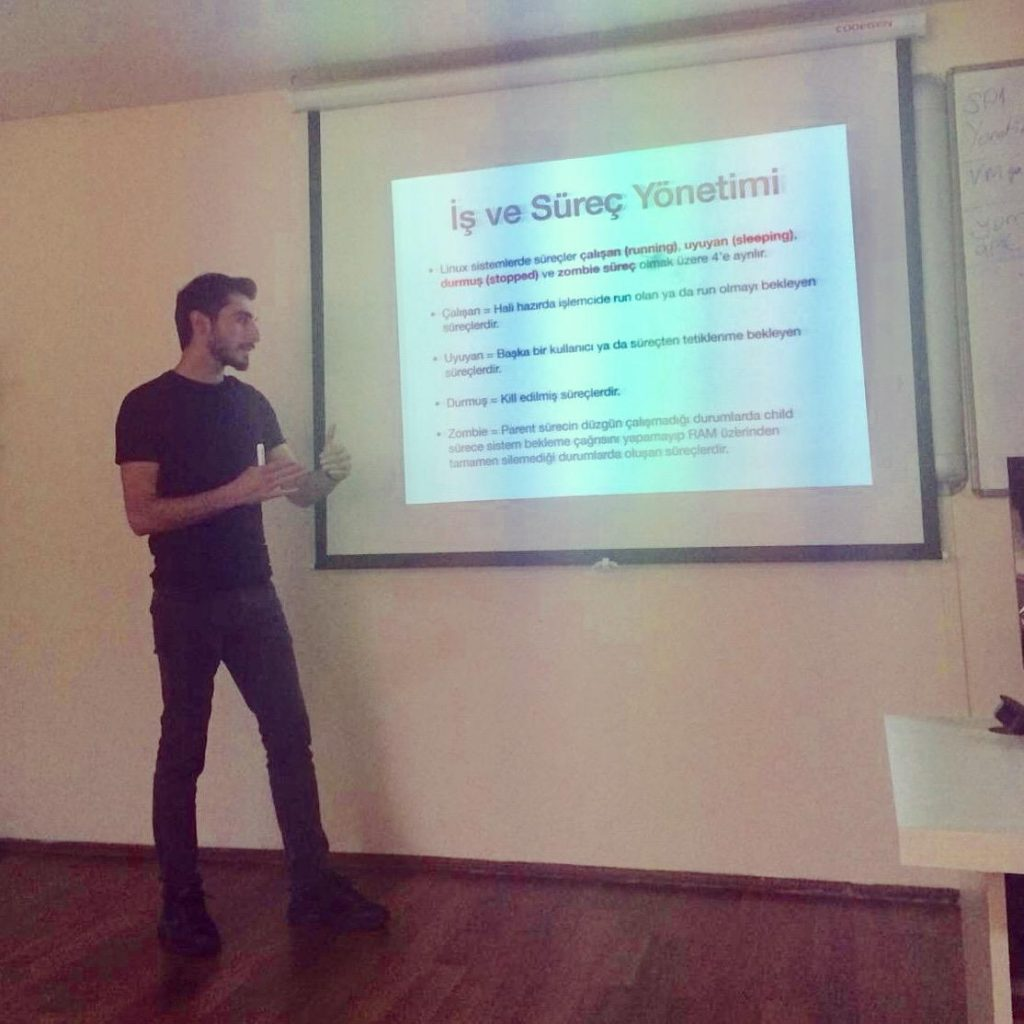 CODEGEN
İş ve Süreç Yönetimi
• Linux sistemlerde süreçler çalışan (running), uyuyan (sleeping),
durmuş (stopped) ve zombie süreç olmak üzere 4'e ayrılır.
• Çalışan = Hali hazırda işlemcide run olan ya da run olmayı bekleyen
süreçlerdir.
• Uyuyan = Başka bir kullanıcı ya da süreçten tetiklenme bekleyen
süreçlerdir.
• Durmuş = Kill edilmiş süreçlerdir.
• Zombie = Parent sürecin düzgün çalışmadığı durumlarda child
sürece sistem bekleme çağrısını yapamayıp RAM üzerinden
tamamen silemediği durumlarda oluşan süreçlerdir.